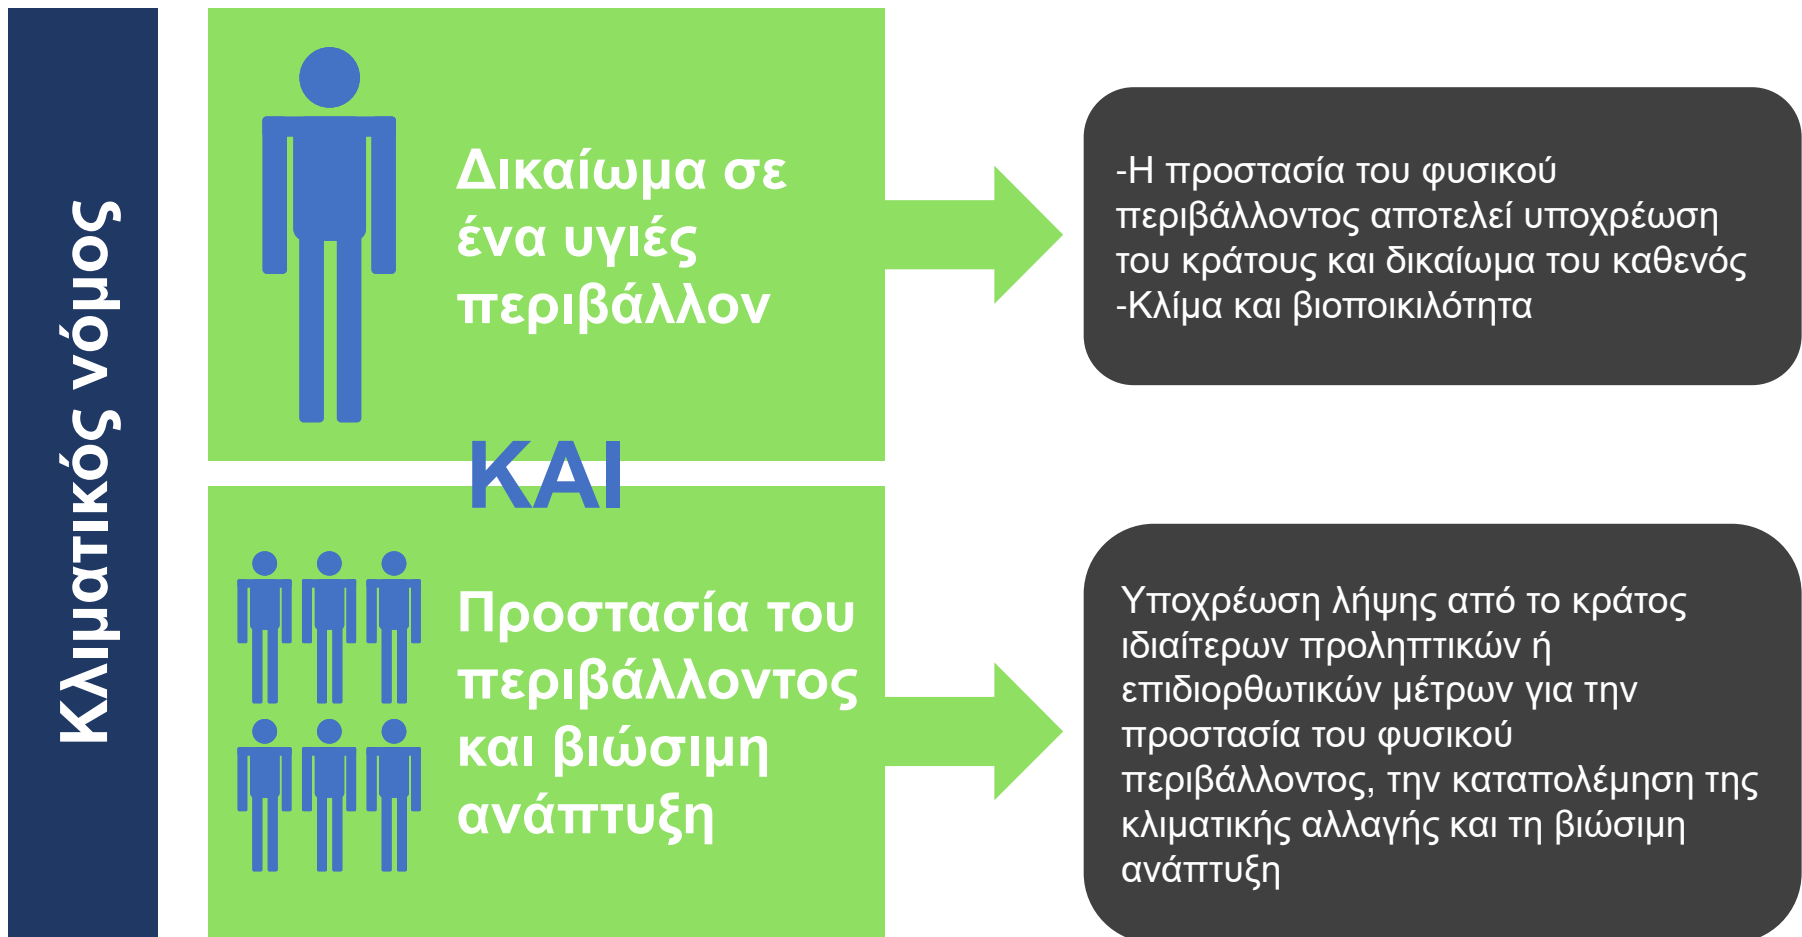 Κλιματικός νόμος
Δικαίωμα σε
ένα υγιές
περιβάλλον
-Η προστασία του φυσικού
περιβάλλοντος αποτελεί υποχρέωση
του κράτους και δικαίωμα του καθενός
-Κλίμα και βιοποικιλότητα
ΚΑΙ
Προστασία του
περιβάλλοντος
και βιώσιμη
ανάπτυξη
Υποχρέωση λήψης από το κράτος
ιδιαίτερων προληπτικών ή
επιδιορθωτικών μέτρων για την
προστασία του φυσικού
περιβάλλοντος, την καταπολέμηση της
κλιματικής αλλαγής και τη βιώσιμη
ανάπτυξη